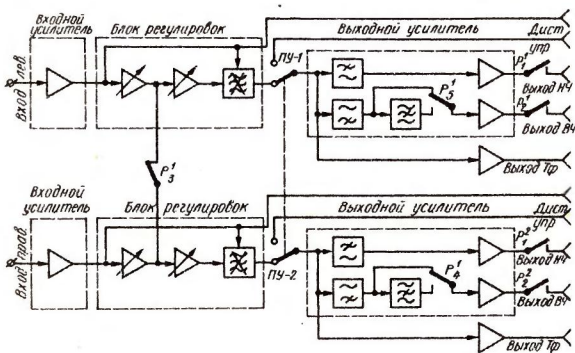 Входной
усилитель
Блок регулировок
Выходной усилитель
Дист.
упр
ПУ-1
Вход лев.
P₁¹
Выход НЧ
P₅¹
P₂¹
Выход ВЧ
P₃¹
Выход Тф
Входной
усилитель
Блок регулировок
Выходной усилитель
Дист
упр
ПУ-2
Вход прав.
P₁²
Выход НЧ
P₄¹
P₂²
Выход ВЧ
Выход Тф